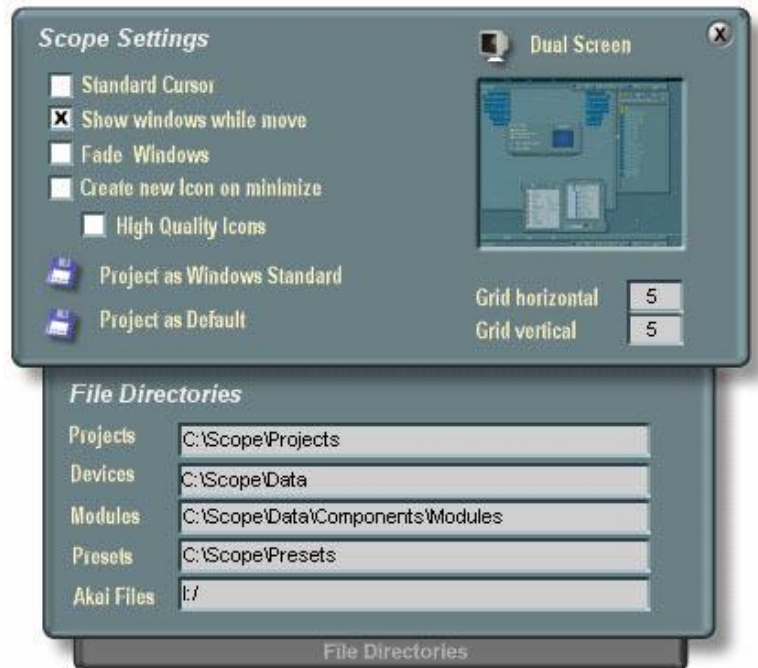 Scope Settings
Dual Screen
X
Standard Cursor
X Show windows while move
Fade Windows
Create new Icon on minimize
High Quality Icons
Project as Windows Standard
Project as Default
Grid horizontal 5
Grid vertical 5
File Directories
Projects C:\Scope\Projects
Devices C:\Scope\Data
Modules C:\Scope\Data\Components\Modules
Presets C:\Scope\Presets
Akai Files I:/
File Directories